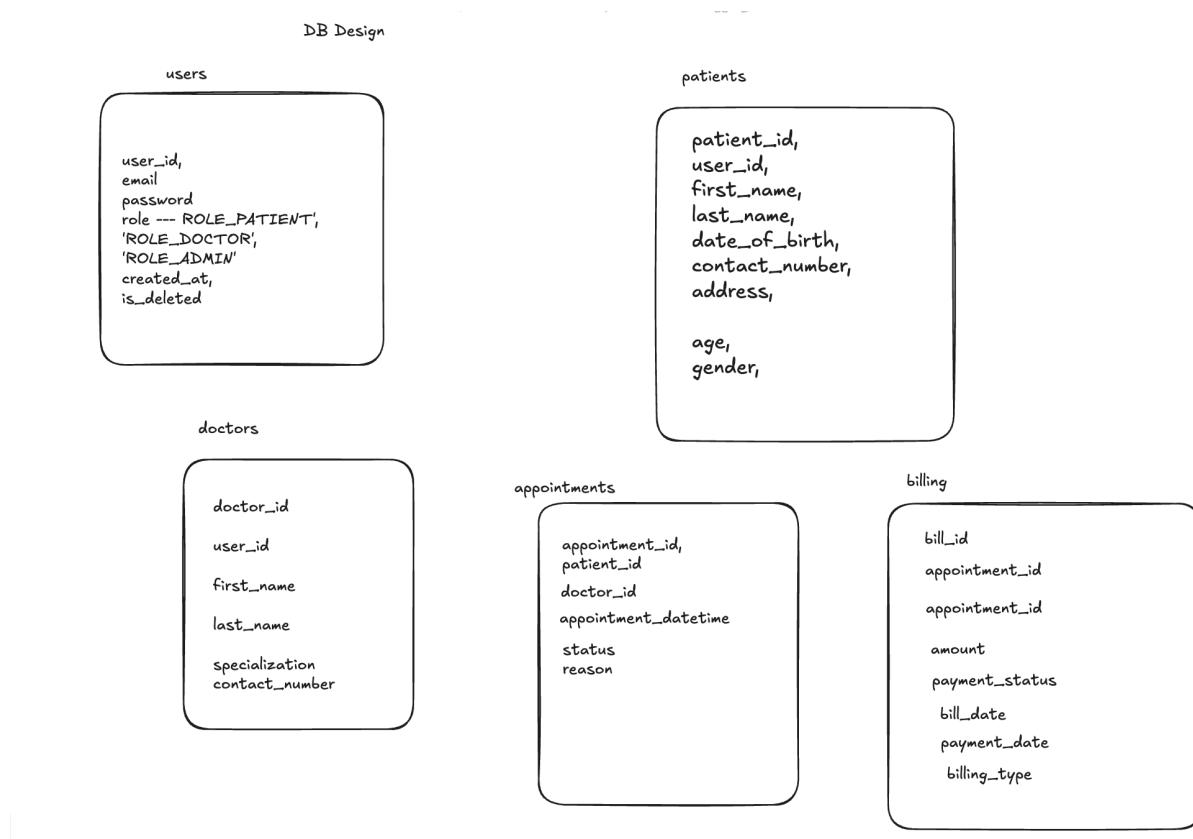 DB Design
users
user_id,
email
password
role --- ROLE_PATIENT',
'ROLE_DOCTOR',
'ROLE_ADMIN'
created_at,
is_deleted
patients
patient_id,
user_id,
first_name,
last_name,
date_of_birth,
contact_number,
address,
age,
gender,
doctors
doctor_id
user_id
first_name
last_name
specialization
contact_number
appointments
appointment_id,
patient_id
doctor_id
appointment_datetime
status
reason
billing
bill_id
appointment_id
appointment_id
amount
payment_status
bill_date
payment_date
billing_type